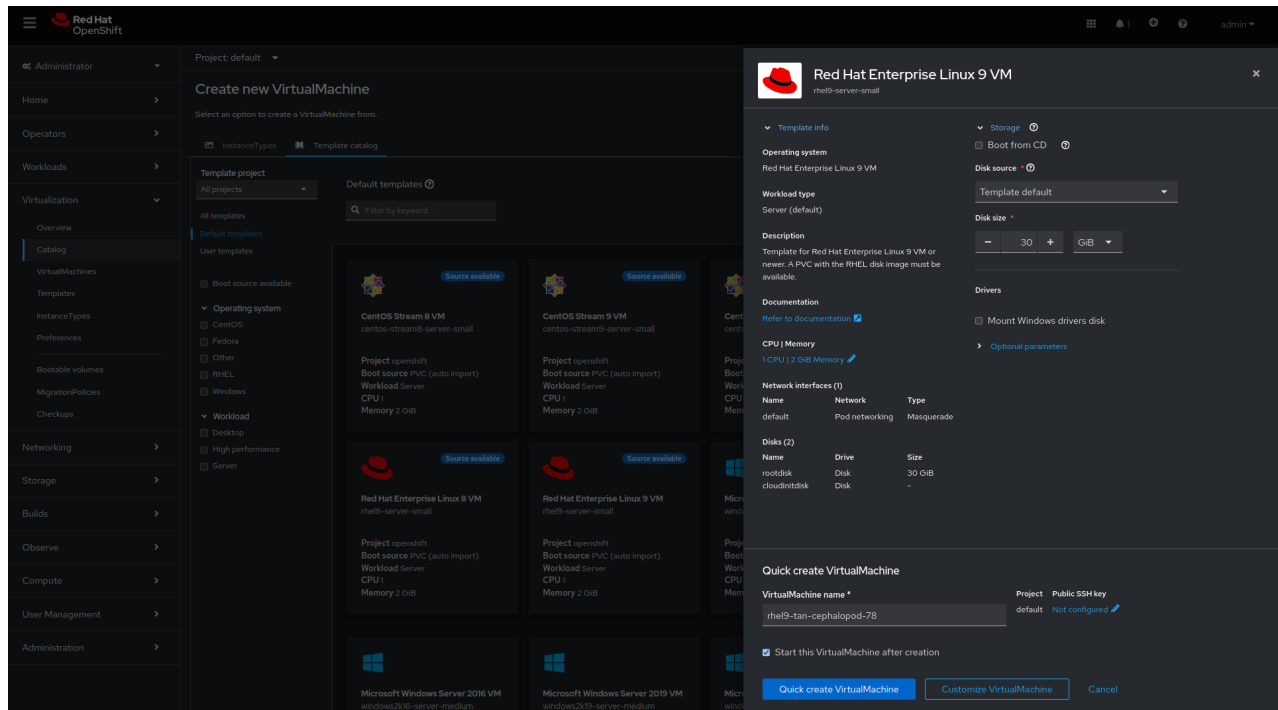 Red Hat
OpenShift
1
admin
Administrator
Home
Operators
Workloads
Virtualization
Overview
Catalog
VirtualMachines
Templates
InstanceTypes
Preferences
Bootable volumes
MigrationPolicies
Checkups
Networking
Storage
Builds
Observe
Compute
User Management
Administration
Project: default
Create new VirtualMachine
Select an option to create a VirtualMachine from.
InstanceTypes
Template catalog
Template project
All projects
All templates
Default templates
User templates
Boot source available
Operating system
CentOS
Fedora
Other
RHEL
Windows
Workload
Desktop
High performance
Server
Default templates
Filter by keyword...
Source available
CentOS Stream 8 VM
centos-stream8-server-small
Project openshift
Boot source PVC (auto import)
Workload Server
CPU 1
Memory 2 GiB
Source available
CentOS Stream 9 VM
centos-stream9-server-small
Project openshift
Boot source PVC (auto import)
Workload Server
CPU 1
Memory 2 GiB
Source available
Red Hat Enterprise Linux 8 VM
rhel8-server-small
Project openshift
Boot source PVC (auto import)
Workload Server
CPU 1
Memory 2 GiB
Source available
Red Hat Enterprise Linux 9 VM
rhel9-server-small
Project openshift
Boot source PVC (auto import)
Workload Server
CPU 1
Memory 2 GiB
Microsoft Windows Server 2016 VM
windows2k16-server-medium
Microsoft Windows Server 2019 VM
windows2k19-server-medium
Red Hat Enterprise Linux 9 VM
rhel9-server-small
Template info
Operating system
Red Hat Enterprise Linux 9 VM
Workload type
Server (default)
Description
Template for Red Hat Enterprise Linux 9 VM or
newer. A PVC with the RHEL disk image must be
available.
Documentation
Refer to documentation
CPU | Memory
1 CPU | 2 GiB Memory
Network interfaces (1)
Name Network Type
default Pod networking Masquerade
Disks (2)
Name Drive Size
rootdisk Disk 30 GiB
cloudinitdisk Disk -
Storage
Boot from CD
Disk source *
Template default
Disk size *
30 GiB
Drivers
Mount Windows drivers disk
Optional parameters
Quick create VirtualMachine
VirtualMachine name *
rhel9-tan-cephalopod-78
Project Public SSH key
default Not configured
Start this VirtualMachine after creation
Quick create VirtualMachine
Customize VirtualMachine
Cancel